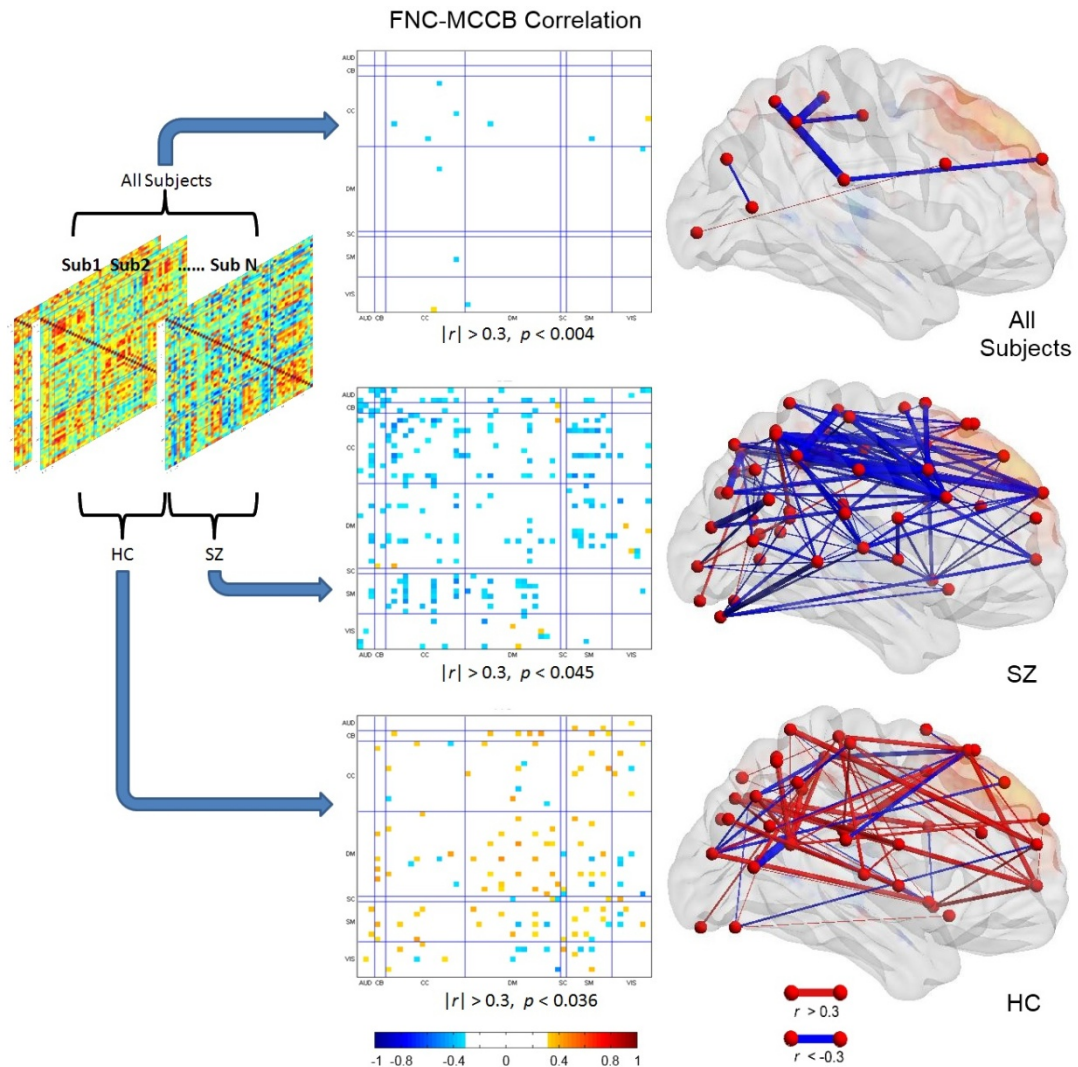 FNC-MCCB Correlation
AUD
CB
CC
DM
SC
SM
VIS
AUD CB CC DM SC SM VIS
|r| > 0.3, p < 0.004
All Subjects
Sub1 Sub2 ...... Sub N
All
Subjects
HC
SZ
AUD
CB
CC
DM
SC
SM
VIS
AUD CB CC DM SC SM VIS
|r| > 0.3, p < 0.045
SZ
AUD
CB
CC
DM
SC
SM
VIS
AUD CB CC DM SC SM VIS
|r| > 0.3, p < 0.036
HC
r > 0.3
r < -0.3
-1 -0.8 -0.4 0 0.4 0.8 1